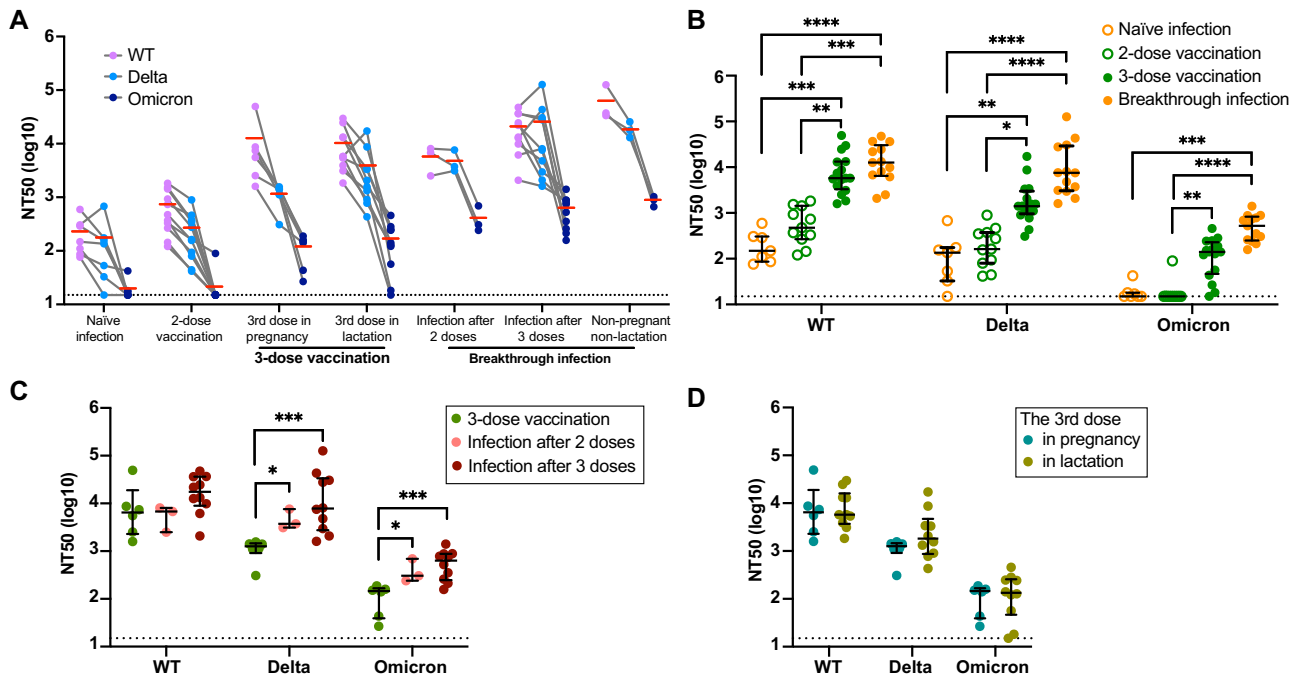 A
NT50 (log10)
6
5
4
3
2
1
WT
Delta
Omicron
Naïve
infection
2-dose
vaccination
3rd dose in
pregnancy
3rd dose in
lactation
Infection after
2 doses
Infection after
3 doses
Non-pregnant
non-lactation
3-dose vaccination
Breakthrough infection
B
NT50 (log10)
6
5
4
3
2
1
Naïve infection
2-dose vaccination
3-dose vaccination
Breakthrough infection
****
***
***
**
****
****
**
*
***
****
**
WT
Delta
Omicron
C
NT50 (log10)
6
5
4
3
2
1
3-dose vaccination
Infection after 2 doses
Infection after 3 doses
***
*
***
*
WT
Delta
Omicron
D
NT50 (log10)
6
5
4
3
2
1
The 3rd dose
in pregnancy
in lactation
WT
Delta
Omicron